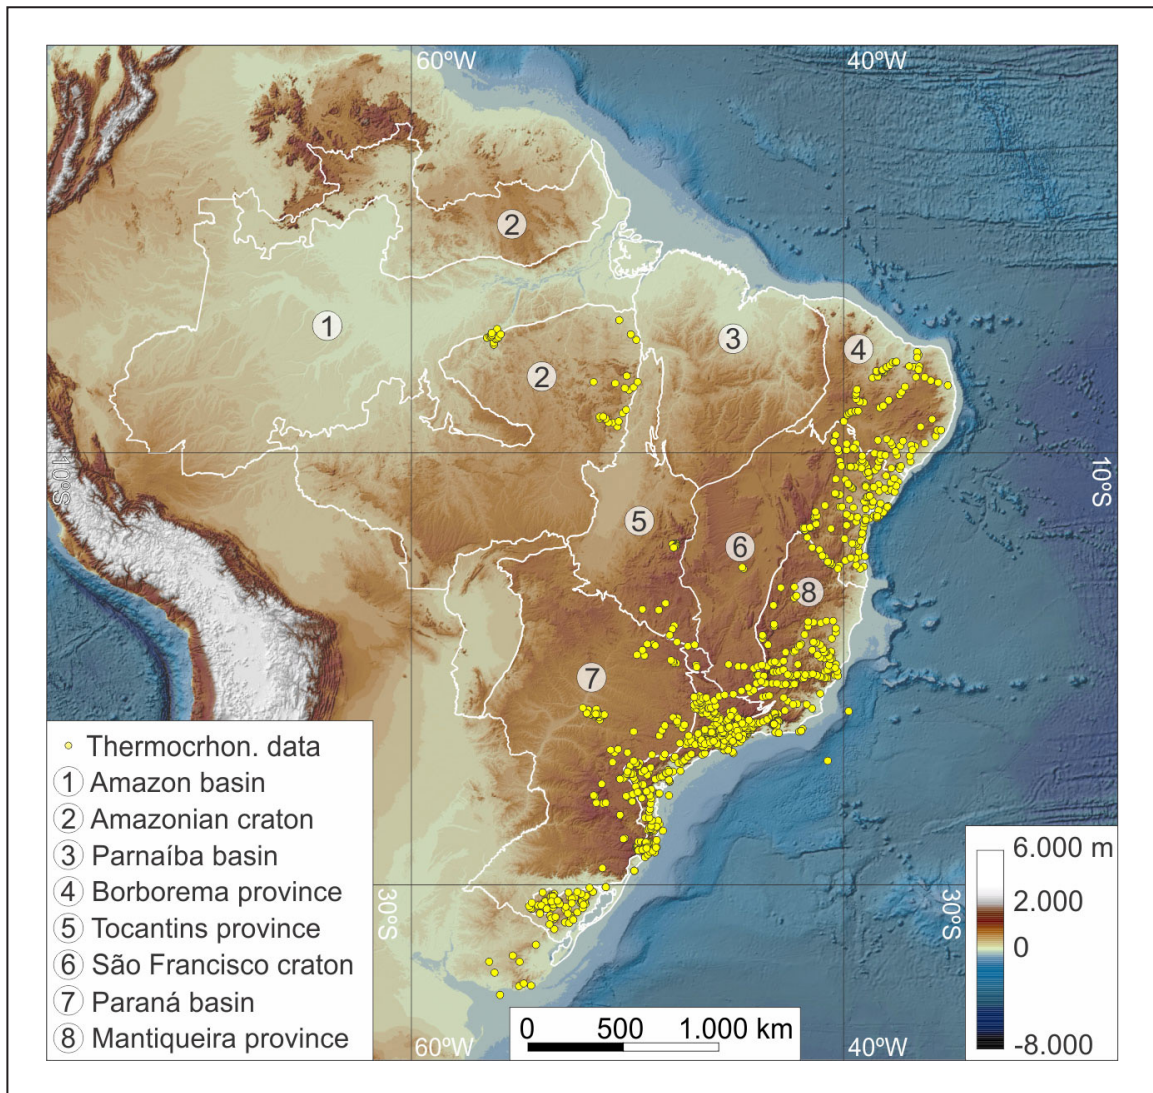 60ºW
40ºW
2
1
3
4
2
10ºS
10ºS
5
6
8
7
Thermocrhon. data
1 Amazon basin
2 Amazonian craton
3 Parnaíba basin
4 Borborema province
5 Tocantins province
6 São Francisco craton
7 Paraná basin
8 Mantiqueira province
30ºS
30ºS
6.000 m
2.000
0
-8.000
0 500 1.000 km
60ºW
40ºW